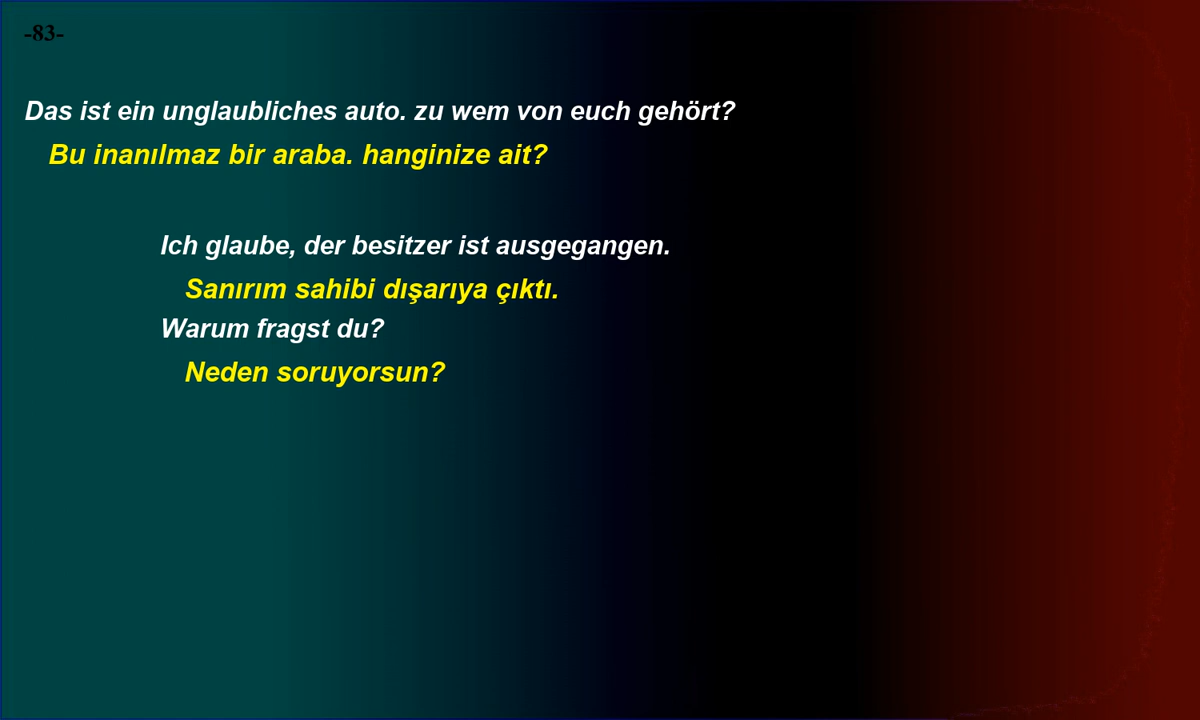 -83-
Das ist ein unglaubliches auto. zu wem von euch gehört?
Bu inanılmaz bir araba. hanginize ait?
Ich glaube, der besitzer ist ausgegangen.
Sanırım sahibi dışarıya çıktı.
Warum fragst du?
Neden soruyorsun?